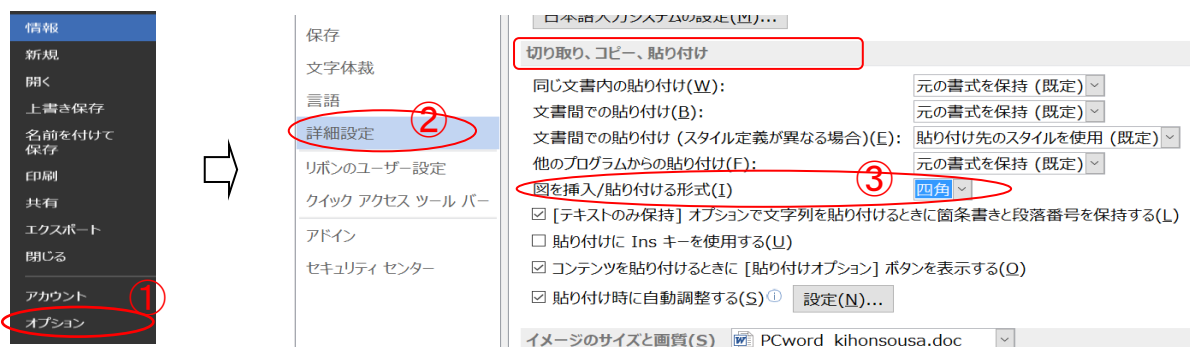 情報
新規
開く
上書き保存
名前を付けて
保存
印刷
共有
エクスポート
閉じる
アカウント
①
オプション
保存
文字体裁
言語
②
詳細設定
リボンのユーザー設定
クイック アクセス ツール バー
アドイン
セキュリティ センター
日本語入力システムの設定(M)...
切り取り、コピー、貼り付け
同じ文書内の貼り付け(W): 元の書式を保持 (既定)
文書間での貼り付け(B): 元の書式を保持 (既定)
文書間での貼り付け (スタイル定義が異なる場合)(E): 貼り付け先のスタイルを使用 (既定)
他のプログラムからの貼り付け(F): 元の書式を保持 (既定)
③
図を挿入/貼り付ける形式(I) 四角
[テキストのみ保持] オプションで文字列を貼り付けるときに箇条書きと段落番号を保持する(L)
貼り付けに Ins キーを使用する(U)
コンテンツを貼り付けるときに [貼り付けオプション] ボタンを表示する(O)
貼り付け時に自動調整する(S) 設定(N)...
イメージのサイズと画質(S) PCword_kihonsousa.doc